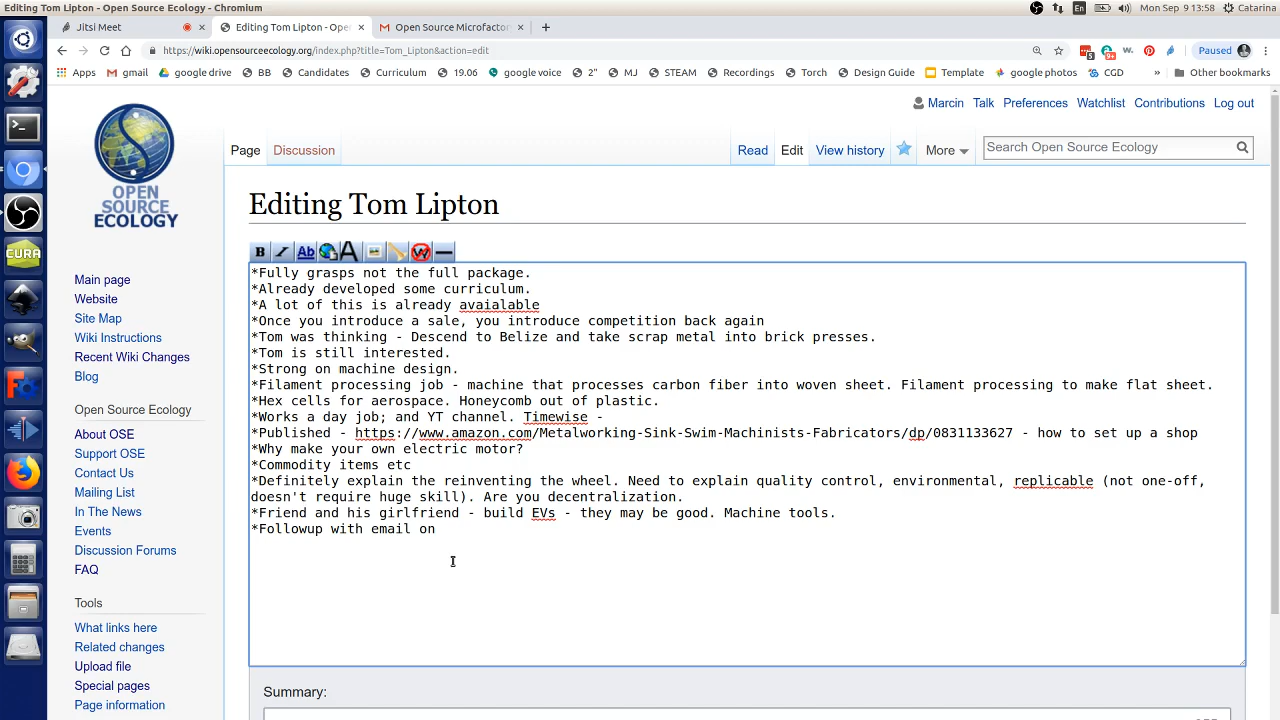 Editing Tom Lipton - Open Source Ecology - Chromium
En
Mon Sep 9 13:58
Catarina
Jitsi Meet
Editing Tom Lipton - Ope
Open Source Microfactor
https://wiki.opensourceecology.org/index.php?title=Tom_Lipton&action=edit
5
9+
w.
Paused
Apps
gmail
google drive
BB
Candidates
Curriculum
19.06
google voice
2"
MJ
STEAM
Recordings
Torch
Design Guide
Template
google photos
CGD
»
Other bookmarks
Marcin
Talk
Preferences
Watchlist
Contributions
Log out
OPEN
SOURCE
ECOLOGY
Page
Discussion
Read
Edit
View history
More
Search Open Source Ecology
Editing Tom Lipton
B
I
Ab
A
W
*Fully grasps not the full package.
*Already developed some curriculum.
*A lot of this is already avaialable
*Once you introduce a sale, you introduce competition back again
*Tom was thinking - Descend to Belize and take scrap metal into brick presses.
*Tom is still interested.
*Strong on machine design.
*Filament processing job - machine that processes carbon fiber into woven sheet. Filament processing to make flat sheet.
*Hex cells for aerospace. Honeycomb out of plastic.
*Works a day job; and YT channel. Timewise -
*Published - https://www.amazon.com/Metalworking-Sink-Swim-Machinists-Fabricators/dp/0831133627 - how to set up a shop
*Why make your own electric motor?
*Commodity items etc
*Definitely explain the reinventing the wheel. Need to explain quality control, environmental, replicable (not one-off,
doesn't require huge skill). Are you decentralization.
*Friend and his girlfriend - build EVs - they may be good. Machine tools.
*Followup with email on
Main page
Website
Site Map
Wiki Instructions
Recent Wiki Changes
Blog
Open Source Ecology
About OSE
Support OSE
Contact Us
Mailing List
In The News
Events
Discussion Forums
FAQ
Tools
What links here
Related changes
Upload file
Special pages
Page information
Summary:
CURA